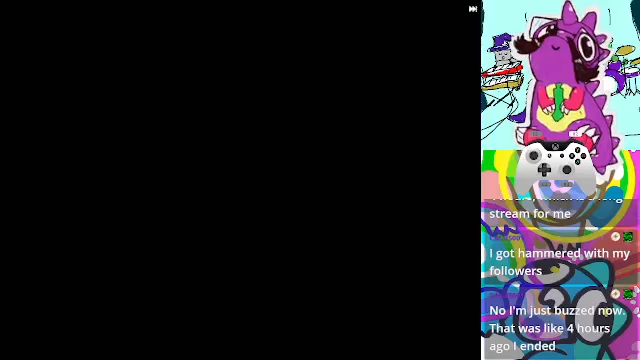 stream for me
I got hammered with my
followers
No I'm just buzzed now.
That was like 4 hours
ago I ended